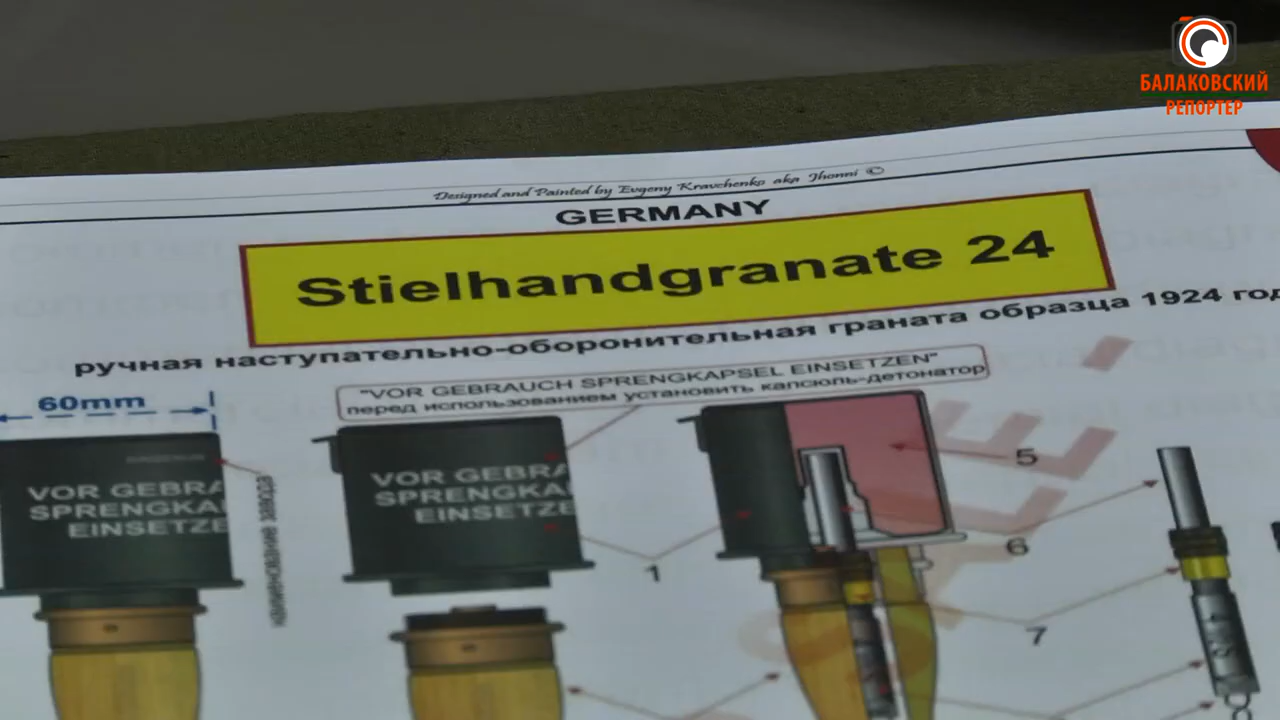 БАЛАКОВСКИЙ
РЕПОРТЕР
Designed and Painted by Evgeny Kravchenko aka Jhonni ©
GERMANY
Stielhandgranate 24
ручная наступательно-оборонительная граната образца 1924 год
"VOR GEBRAUCH SPRENGKAPSEL EINSETZEN"
перед использованием установить капсюль-детонатор
60mm
VOR GEBRA
SPRENGKA
EINSETZE
VOR GEBRA
SPRENGKA
EINSETZE
1
5
6
7